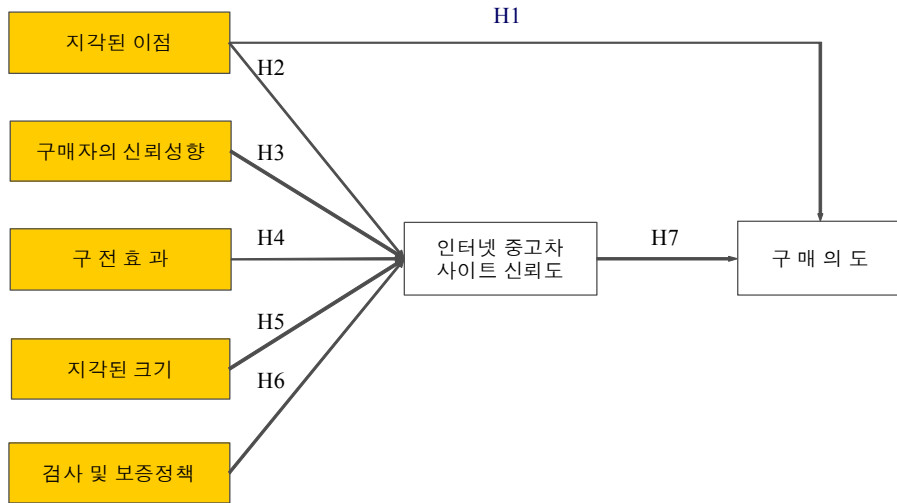 H1
지각된 이점
H2
구매자의 신뢰성향
H3
구 전 효 과
H4
인터넷 중고차
사이트 신뢰도
H7
구 매 의 도
H5
지각된 크기
H6
검사 및 보증정책